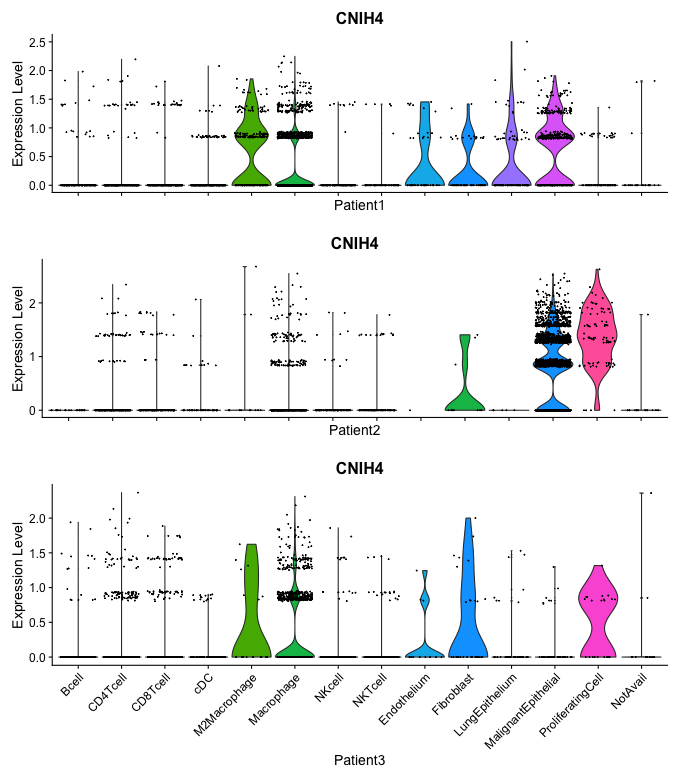 CNIH4
Expression Level
2.5
2.0
1.5
1.0
0.5
0.0
Patient1
CNIH4
Expression Level
2
1
0
Patient2
CNIH4
Expression Level
2.0
1.5
1.0
0.5
0.0
Bcell
CD4Tcell
CD8Tcell
cDC
M2Macrophage
Macrophage
NKcell
NKTcell
Endothelium
Fibroblast
LungEpithelium
MalignantEpithelial
ProliferatingCell
NotAvail
Patient3